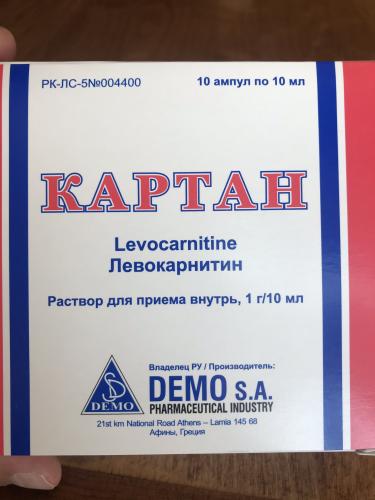 РК-ЛС-5№004400 10 ампул по 10 мл
КАРТАН
Levocarnitine
Левокарнитин
Раствор для приема внутрь, 1 г/10 мл
Владелец РУ / Производитель:
DEMO
DEMO S.A.
PHARMACEUTICAL INDUSTRY
21st km National Road Athens – Lamia 145 68
Афины, Греция